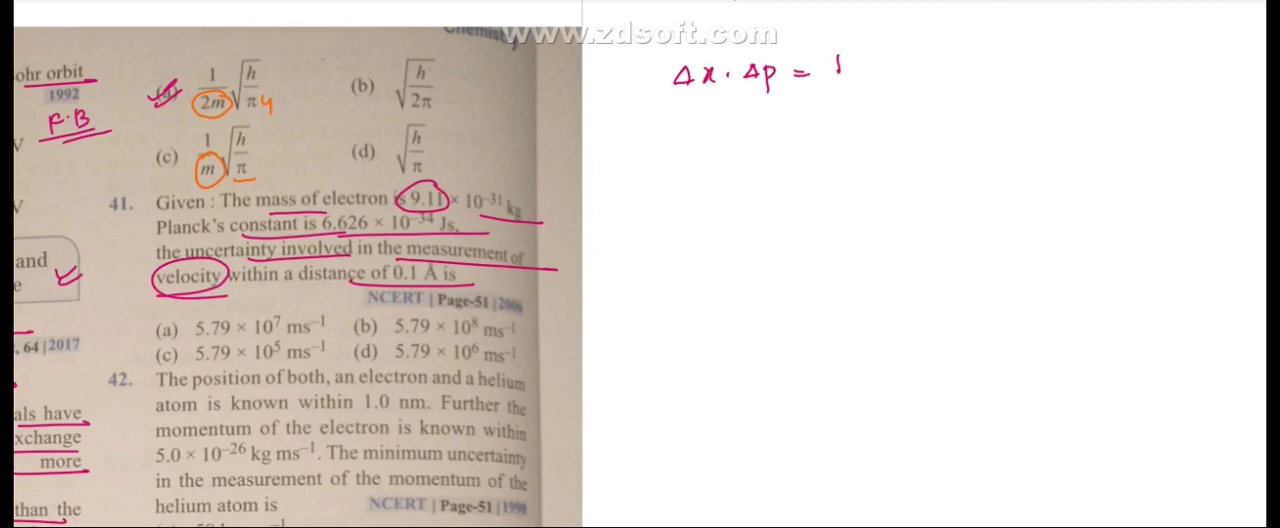 Chemistry
www.zdsoft.com
ohr orbit
1992
F.B
V
V
and
e
, 64 | 2017
als have
xchange
more
than the
(a) 1/2m √h/π 4
(b) √h/2π
(c) 1/m √h/π
(d) √h/π
41. Given : The mass of electron is 9.11 × 10⁻³¹ kg
Planck's constant is 6.626 × 10⁻³⁴ Js,
the uncertainty involved in the measurement of
velocity within a distance of 0.1 Å is
NCERT | Page-51 | 2006
(a) 5.79 × 10⁷ ms⁻¹ (b) 5.79 × 10⁸ ms⁻¹
(c) 5.79 × 10⁵ ms⁻¹ (d) 5.79 × 10⁶ ms⁻¹
42. The position of both, an electron and a helium
atom is known within 1.0 nm. Further the
momentum of the electron is known within
5.0 × 10⁻²⁶ kg ms⁻¹. The minimum uncertainty
in the measurement of the momentum of the
helium atom is
NCERT | Page-51 | 1998
Δx · Δp =